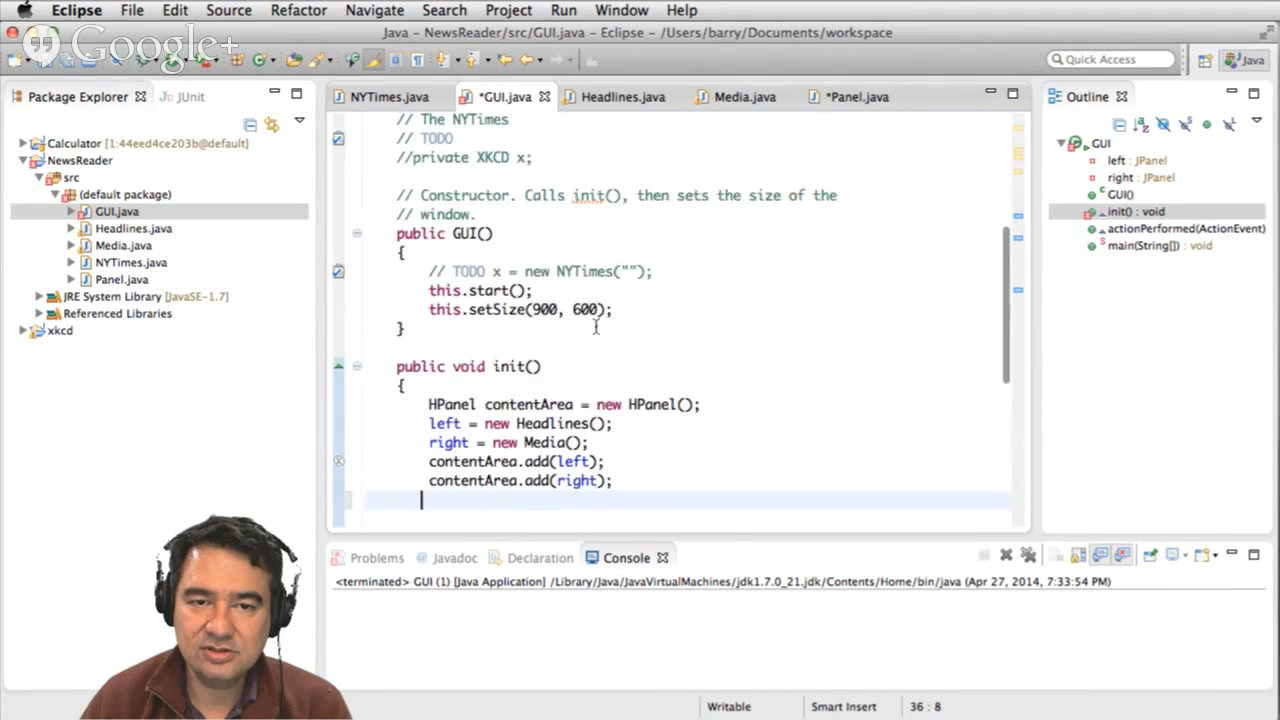 Eclipse File Edit Source Refactor Navigate Search Project Run Window Help
Java - NewsReader/src/GUI.java - Eclipse - /Users/barry/Documents/workspace
Google+
Quick Access
Java
Package Explorer JUnit
NYTimes.java *GUI.java Headlines.java Media.java *Panel.java
Outline
Calculator [1:44eed4ce203b@default]
NewsReader
src
(default package)
GUI.java
Headlines.java
Media.java
NYTimes.java
Panel.java
JRE System Library [JavaSE-1.7]
Referenced Libraries
xkcd
// The NYTimes
// TODO
//private XKCD x;
// Constructor. Calls init(), then sets the size of the
// window.
public GUI()
{
// TODO x = new NYTimes("");
this.start();
this.setSize(900, 600);
}
public void init()
{
HPanel contentArea = new HPanel();
left = new Headlines();
right = new Media();
contentArea.add(left);
contentArea.add(right);
GUI
left : JPanel
right : JPanel
GUI()
init() : void
actionPerformed(ActionEvent)
main(String[]) : void
Problems Javadoc Declaration Console
<terminated> GUI (1) [Java Application] /Library/Java/JavaVirtualMachines/jdk1.7.0_21.jdk/Contents/Home/bin/java (Apr 27, 2014, 7:33:54 PM)
Writable Smart Insert 36 : 8